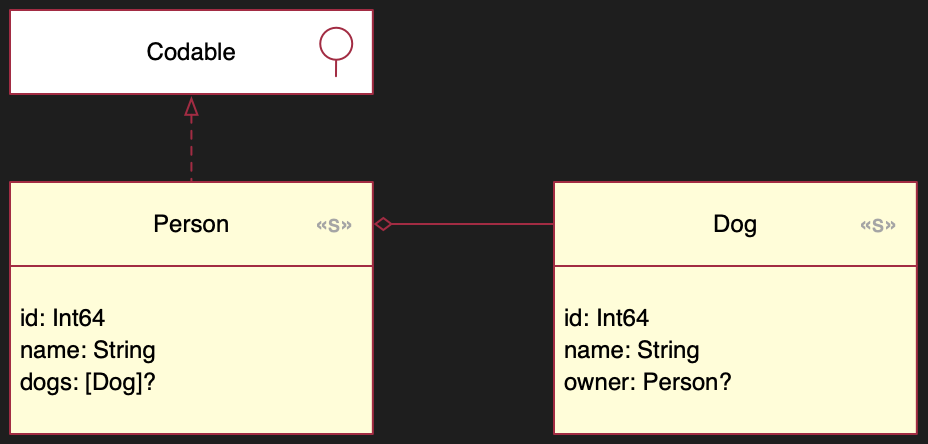 Codable
Person «S»
id: Int64
name: String
dogs: [Dog]?
Dog «S»
id: Int64
name: String
owner: Person?